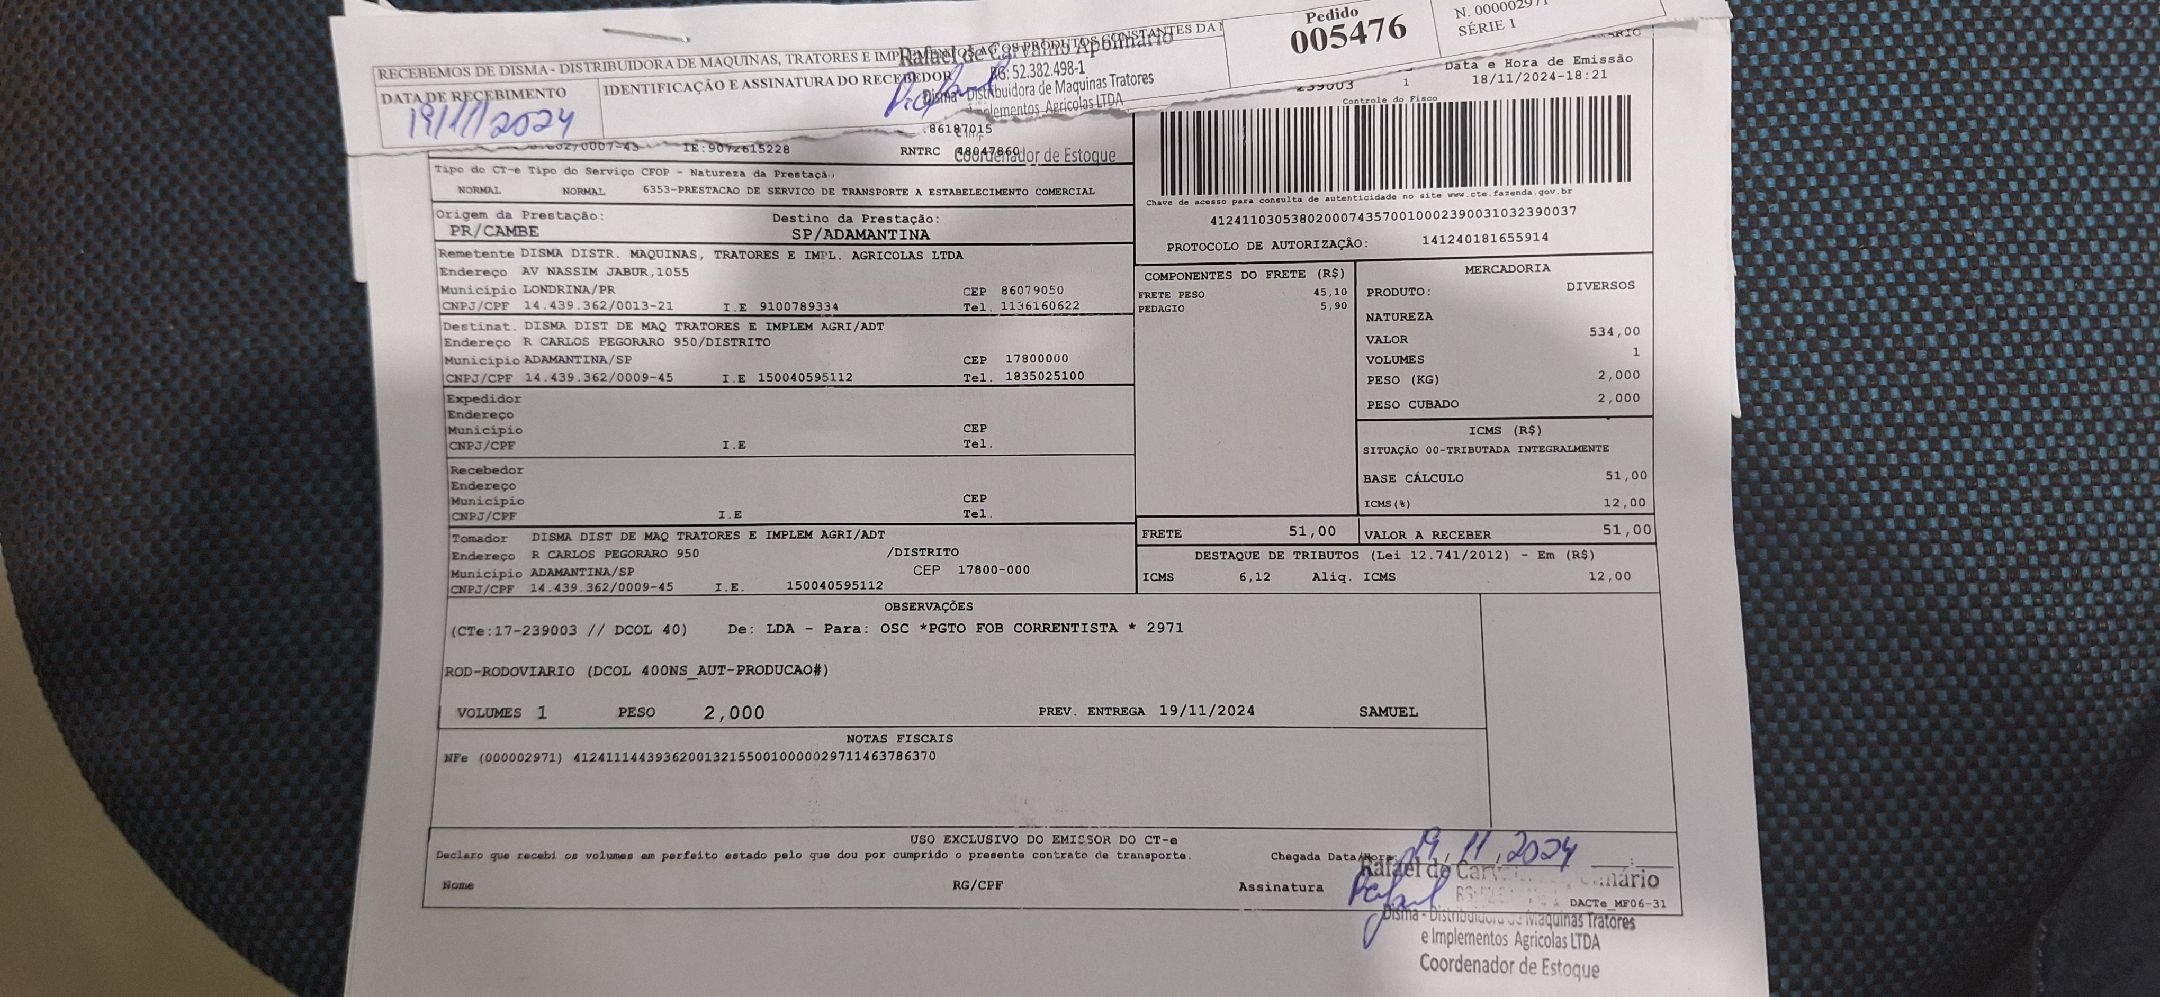 RECEBEMOS DE DISMA - DISTRIBUIDORA DE MAQUINAS, TRATORES E OS PRODUTOS CONSTANTES DA
DATA DE RECEBIMENTO
19/11/2024
IDENTIFICAÇÃO E ASSINATURA DO RECEBEDOR
Rafael de Carvalho Apolinário
RG: 52.382.498-1
Disma - Distribuidora de Maquinas Tratores
Implementos Agricolas LTDA
Coordenador de Estoque
Pedido
005476
N. 000002971
SÉRIE 1
239003 1
Data e Hora de Emissão
18/11/2024-18:21
Controle do Fisco
86187015
IE:9072615228
RNTRC
Tipo do CT-e Tipo do Serviço CFOP - Natureza da Prestaçã
NORMAL NORMAL 6353-PRESTACAO DE SERVICO DE TRANSPORTE A ESTABELECIMENTO COMERCIAL
Chave de acesso para consulta de autenticidade no site www.cte.fazenda.gov.br
41241103053802000743570010002390031032390037
PROTOCOLO DE AUTORIZAÇÃO: 141240181655914
Origem da Prestação: Destino da Prestação:
PR/CAMBE SP/ADAMANTINA
Remetente DISMA DISTR. MAQUINAS, TRATORES E IMPL. AGRICOLAS LTDA
Endereço AV NASSIM JABUR,1055
Município LONDRINA/PR CEP 86079050
CNPJ/CPF 14.439.362/0013-21 I.E 9100789334 Tel. 1136160622
Destinat. DISMA DIST DE MAQ TRATORES E IMPLEM AGRI/ADT
Endereço R CARLOS PEGORARO 950/DISTRITO
Município ADAMANTINA/SP CEP 17800000
CNPJ/CPF 14.439.362/0009-45 I.E 150040595112 Tel. 1835025100
Expedidor
Endereço
Município CEP
CNPJ/CPF I.E Tel.
Recebedor
Endereço
Município CEP
CNPJ/CPF I.E Tel.
Tomador DISMA DIST DE MAQ TRATORES E IMPLEM AGRI/ADT
Endereço R CARLOS PEGORARO 950 /DISTRITO
Município ADAMANTINA/SP CEP 17800-000
CNPJ/CPF 14.439.362/0009-45 I.E. 150040595112
COMPONENTES DO FRETE (R$)
FRETE PESO 45,10
PEDAGIO 5,90
MERCADORIA
PRODUTO: DIVERSOS
NATUREZA
VALOR 534,00
VOLUMES 1
PESO (KG) 2,000
PESO CUBADO 2,000
ICMS (R$)
SITUAÇÃO 00-TRIBUTADA INTEGRALMENTE
BASE CÁLCULO 51,00
ICMS(%) 12,00
FRETE 51,00 VALOR A RECEBER 51,00
DESTAQUE DE TRIBUTOS (Lei 12.741/2012) - Em (R$)
ICMS 6,12 Aliq. ICMS 12,00
OBSERVAÇÕES
(CTe:17-239003 // DCOL 40) De: LDA - Para: OSC *PGTO FOB CORRENTISTA * 2971
ROD-RODOVIARIO (DCOL 400NS_AUT-PRODUCAO#)
VOLUMES 1 PESO 2,000 PREV. ENTREGA 19/11/2024 SAMUEL
NOTAS FISCAIS
NFe (000002971) 41241114439362001321550010000029711463786370
USO EXCLUSIVO DO EMISSOR DO CT-e
Declaro que recebi os volumes em perfeito estado pelo que dou por cumprido o presente contrato de transporte. Chegada Data/Hora: 19/11/2024
Nome RG/CPF Assinatura
DACTe_MF06-31
Disma - Distribuidora de Maquinas Tratores
e Implementos Agricolas LTDA
Coordenador de Estoque